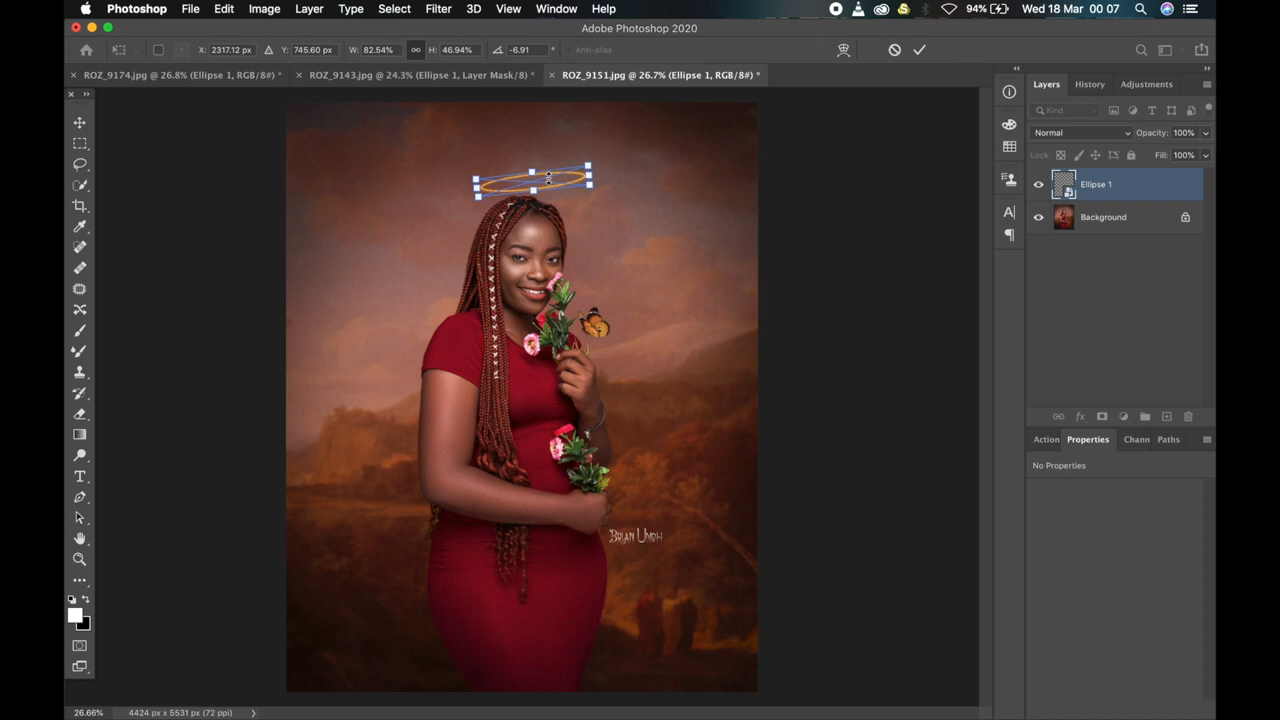 Photoshop File Edit Image Layer Type Select Filter 3D View Window Help 94% Wed 18 Mar 00 07
Adobe Photoshop 2020
X: 2317.12 px Y: 745.60 px W: 82.54% H: 46.94% -6.91 ° Anti-alias
ROZ_9174.jpg @ 26.8% (Ellipse 1, RGB/8#) * ROZ_9143.jpg @ 24.3% (Ellipse 1, Layer Mask/8) * ROZ_9151.jpg @ 26.7% (Ellipse 1, RGB/8#) *
Layers History Adjustments
Kind
Normal Opacity: 100%
Lock: Fill: 100%
Ellipse 1
Background
Action Properties Chann Paths
No Properties
26.66% 4424 px x 5531 px (72 ppi)